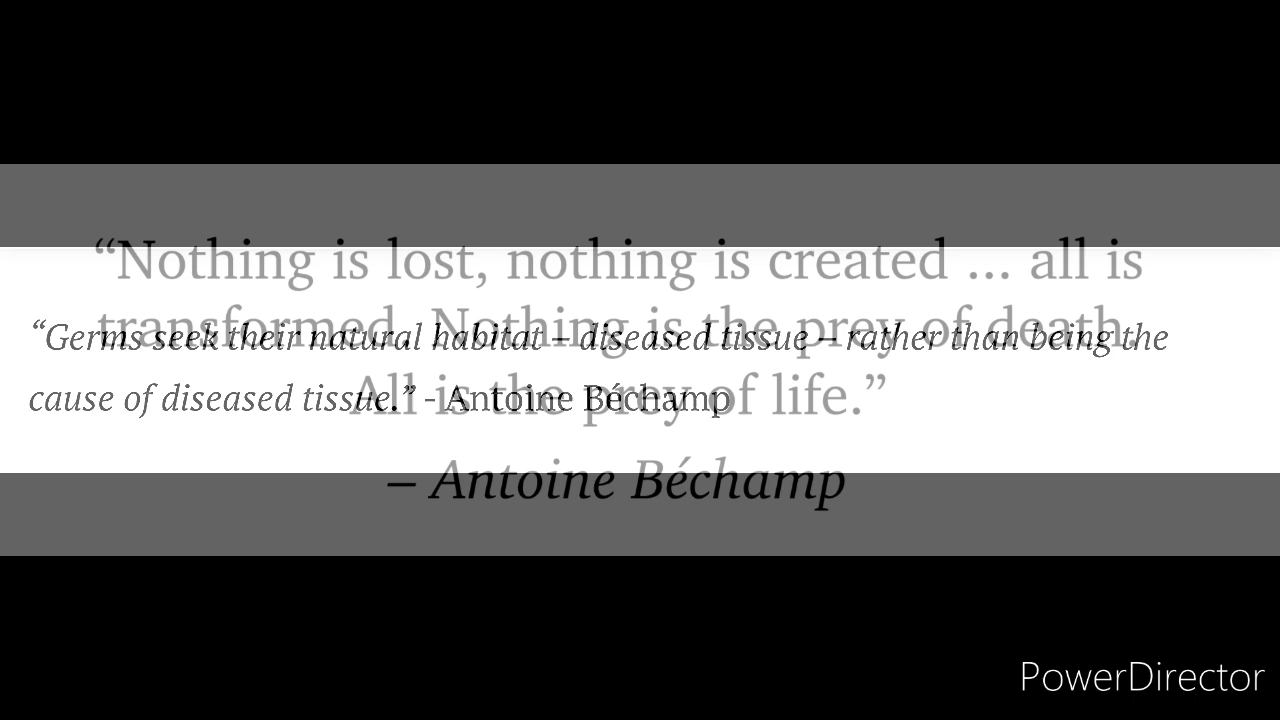 “Nothing is lost, nothing is created ... all is
transformed. Nothing is the prey of death.
All is the prey of life.”
– Antoine Béchamp
“Germs seek their natural habitat – diseased tissue – rather than being the
cause of diseased tissue.” - Antoine Béchamp
PowerDirector